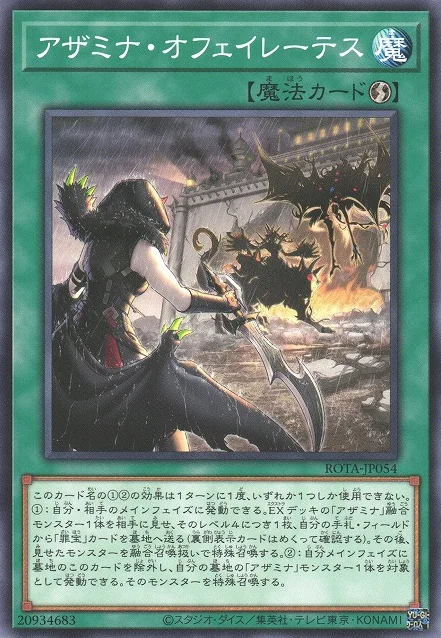 アザミナ・オフェイレーテス
魔
【魔法カード】
ROTA-JP054
このカード名の①②の効果は1ターンに1度、いずれか1つしか使用できない。
①:自分・相手のメインフェイズに発動できる。EXデッキの「アザミナ」融合
モンスター1体を相手に見せ、そのレベル4につき1枚、自分の手札・フィールド
から「罪宝」カードを墓地へ送る(裏側表示カードはめくって確認する)。その後、
見せたモンスターを融合召喚扱いで特殊召喚する。②:自分メインフェイズに
墓地のこのカードを除外し、自分の墓地の「アザミナ」モンスター1体を対象
として発動できる。そのモンスターを特殊召喚する。
20934683
©スタジオ・ダイス/集英社・テレビ東京・KONAMI